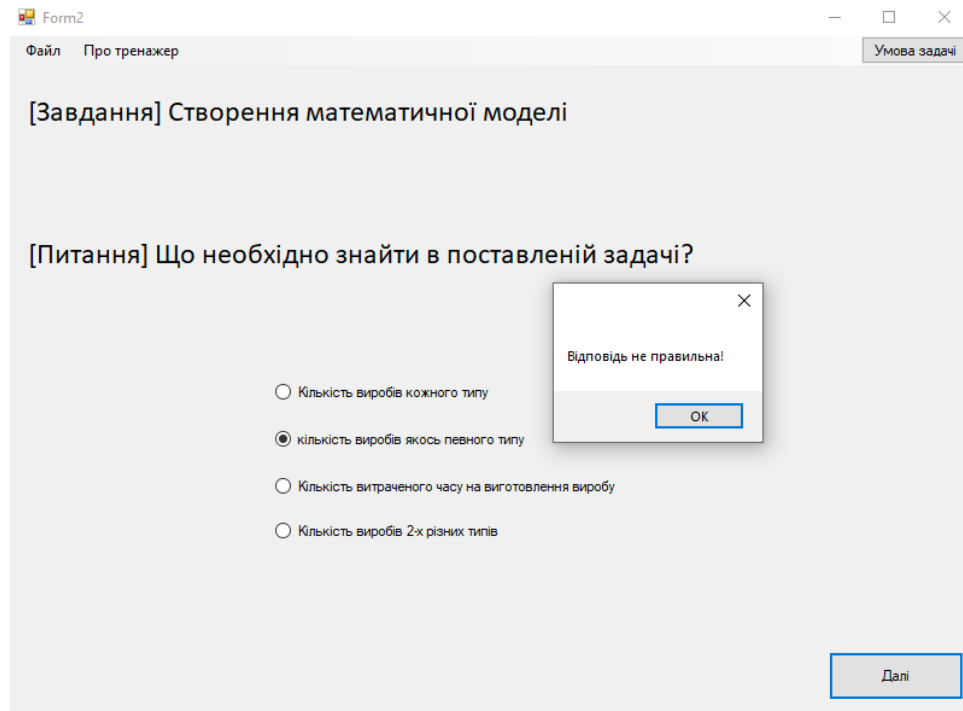 Form2
Файл Про тренажер Умова задачі
[Завдання] Створення математичної моделі
[Питання] Що необхідно знайти в поставленій задачі?
Відповідь не правильна!
OK
Кількість виробів кожного типу
кількість виробів якось певного типу
Кількість витраченого часу на виготовлення виробу
Кількість виробів 2-х різних типів
Далі